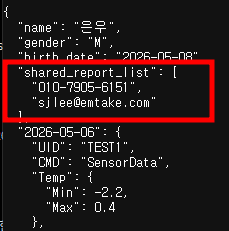 {
"name": "은우",
"gender": "M",
"birth_date": "2026-05-08",
"shared_report_list": [
"010-7905-6151",
"sjlee@emtake.com"
],
"2026-05-06": {
"UID": "TEST1",
"CMD": "SensorData",
"Temp": {
"Min": -2.2,
"Max": 0.4
},